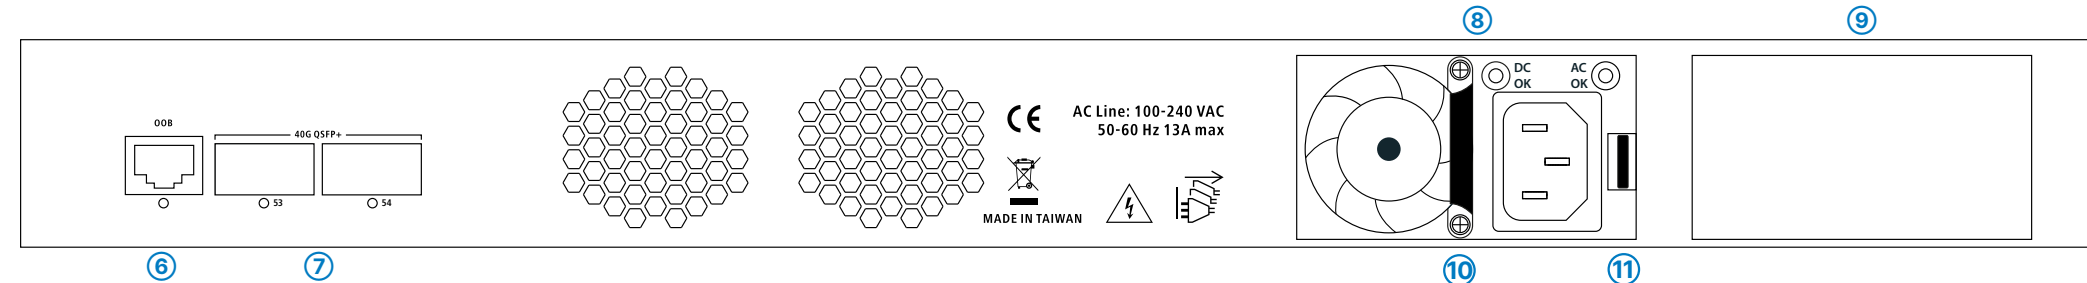 ⑧ ⑨
OOB
40G QSFP+
53 54
CE
AC Line: 100-240 VAC
50-60 Hz 13A max
MADE IN TAIWAN
DC OK
AC OK
⑥ ⑦ ⑩ ⑪